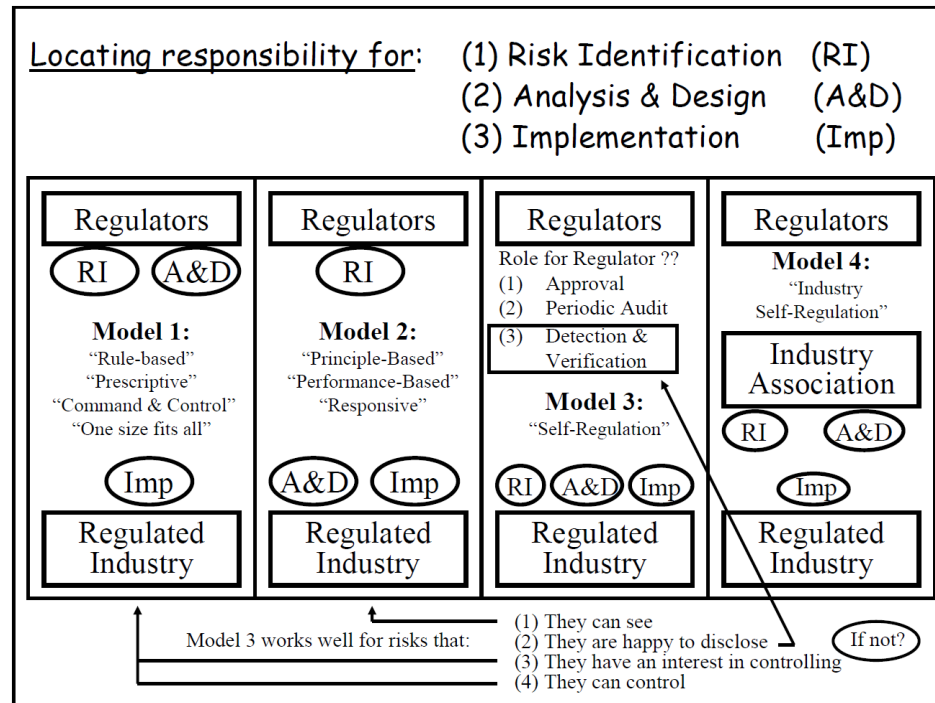 Locating responsibility for: (1) Risk Identification (RI)
(2) Analysis & Design (A&D)
(3) Implementation (Imp)
Regulators
RI A&D
Model 1:
“Rule-based”
“Prescriptive”
“Command & Control”
“One size fits all”
Imp
Regulated
Industry
Regulators
RI
Model 2:
“Principle-Based”
“Performance-Based”
“Responsive”
A&D Imp
Regulated
Industry
Regulators
Role for Regulator ??
(1) Approval
(2) Periodic Audit
(3) Detection &
Verification
Model 3:
“Self-Regulation”
RI A&D Imp
Regulated
Industry
Regulators
Model 4:
“Industry
Self-Regulation”
Industry
Association
RI A&D
Imp
Regulated
Industry
Model 3 works well for risks that:
(1) They can see
(2) They are happy to disclose
(3) They have an interest in controlling
(4) They can control
If not?